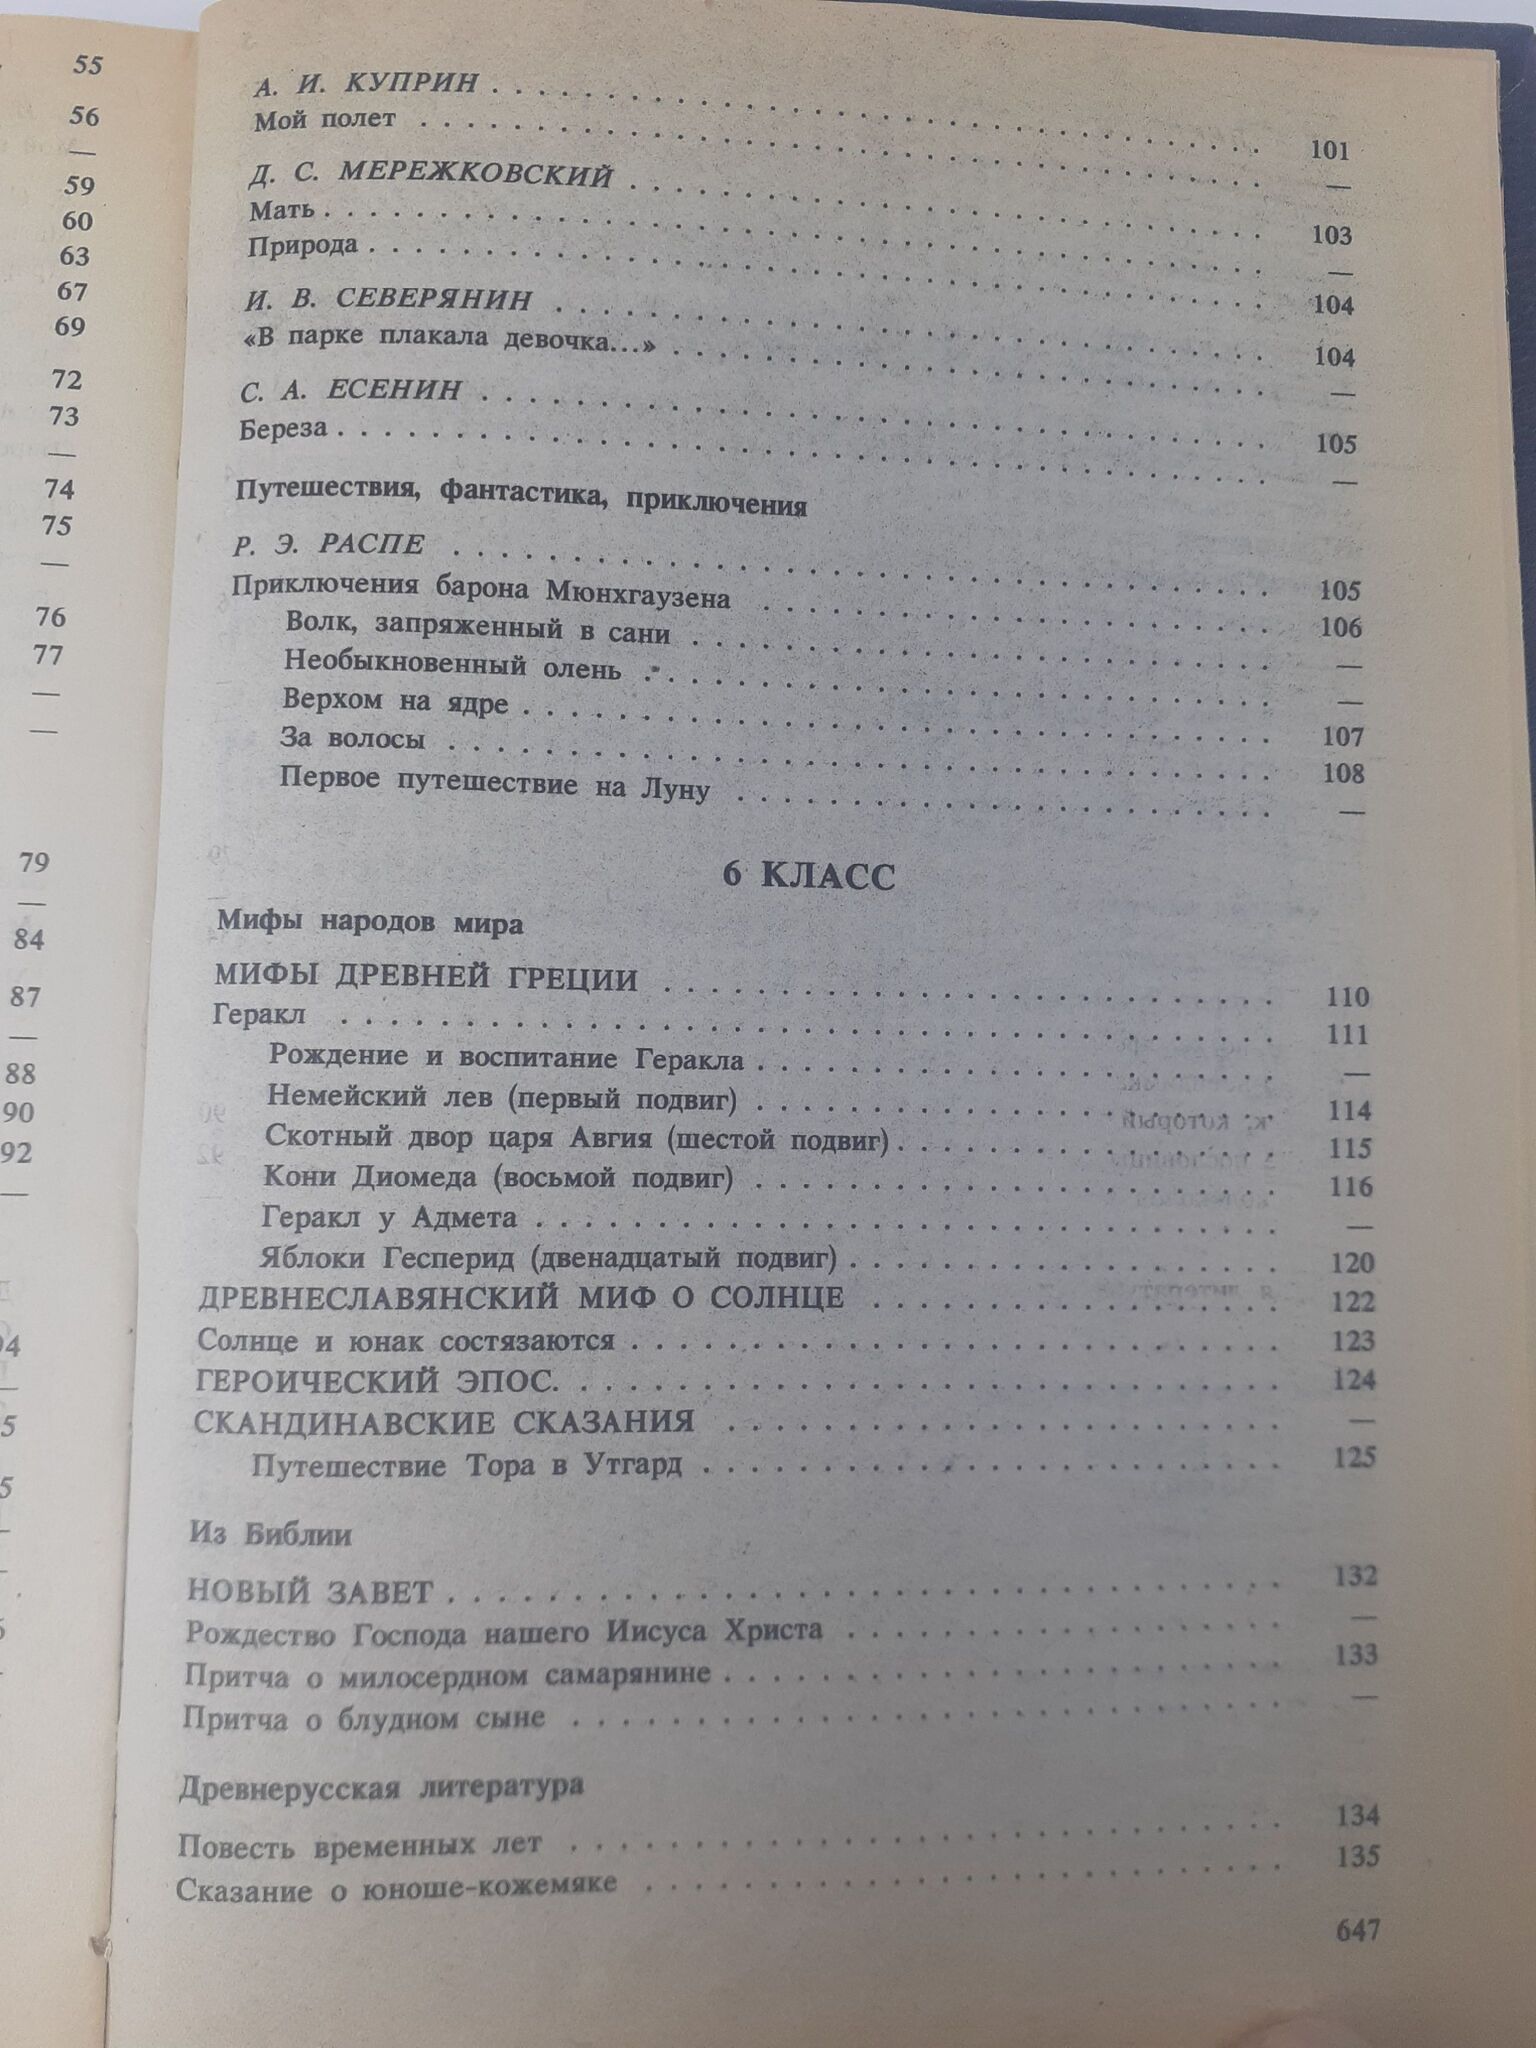 55
56
—
59
60
63
67
69
72
73
—
74
75
—
76
77
—
—
79
—
84
87
—
88
90
92
—
А. И. КУПРИН . . . . . . . . . . 101
Мой полет . . . . . . . . . . —
Д. С. МЕРЕЖКОВСКИЙ . . . . . . . . . . 103
Мать . . . . . . . . . . —
Природа . . . . . . . . . . 104
И. В. СЕВЕРЯНИН . . . . . . . . . . 104
«В парке плакала девочка...» . . . . . . . . . . —
С. А. ЕСЕНИН . . . . . . . . . . 105
Береза . . . . . . . . . . —
Путешествия, фантастика, приключения
Р. Э. РАСПЕ . . . . . . . . . . 105
Приключения барона Мюнхгаузена . . . . . . . . . . 106
Волк, запряженный в сани . . . . . . . . . . —
Необыкновенный олень . . . . . . . . . . —
Верхом на ядре . . . . . . . . . . 107
За волосы . . . . . . . . . . 108
Первое путешествие на Луну . . . . . . . . . . —
6 КЛАСС
Мифы народов мира
МИФЫ ДРЕВНЕЙ ГРЕЦИИ . . . . . . . . . . 110
Геракл . . . . . . . . . . 111
Рождение и воспитание Геракла . . . . . . . . . . —
Немейский лев (первый подвиг) . . . . . . . . . . 114
Скотный двор царя Авгия (шестой подвиг) . . . . . . . . . . 115
Кони Диомеда (восьмой подвиг) . . . . . . . . . . 116
Геракл у Адмета . . . . . . . . . . —
Яблоки Гесперид (двенадцатый подвиг) . . . . . . . . . . 120
ДРЕВНЕСЛАВЯНСКИЙ МИФ О СОЛНЦЕ . . . . . . . . . . 122
Солнце и юнак состязаются . . . . . . . . . . 123
ГЕРОИЧЕСКИЙ ЭПОС . . . . . . . . . . 124
СКАНДИНАВСКИЕ СКАЗАНИЯ . . . . . . . . . . —
Путешествие Тора в Утгард . . . . . . . . . . 125
Из Библии
НОВЫЙ ЗАВЕТ . . . . . . . . . . 132
Рождество Господа нашего Иисуса Христа . . . . . . . . . . —
Притча о милосердном самарянине . . . . . . . . . . 133
Притча о блудном сыне . . . . . . . . . . —
Древнерусская литература
Повесть временных лет . . . . . . . . . . 134
Сказание о юноше-кожемяке . . . . . . . . . . 135
647